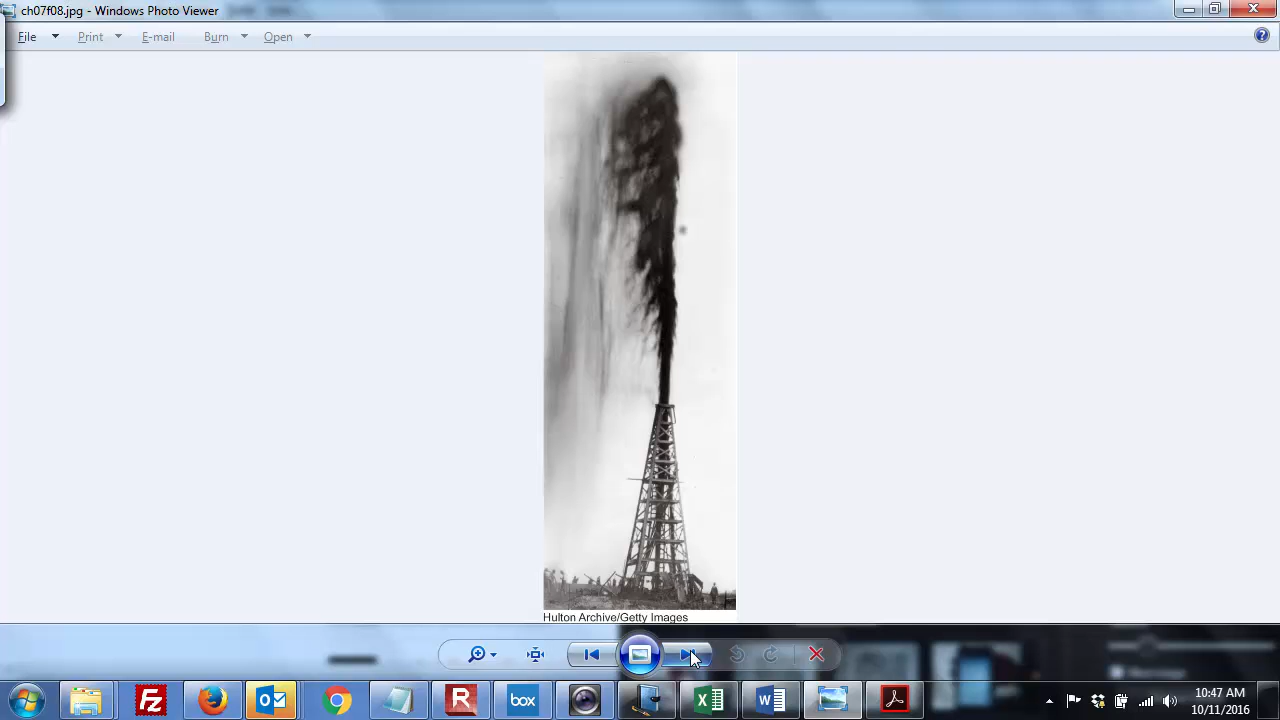 ch07f08.jpg - Windows Photo Viewer
File Print E-mail Burn Open
Hulton Archive/Getty Images
box
10:47 AM
10/11/2016